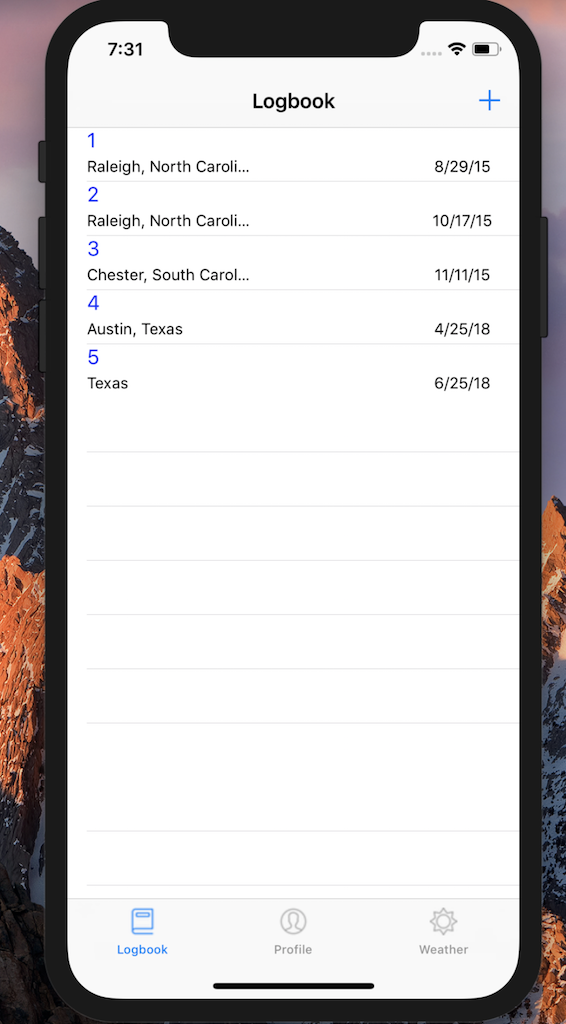 7:31
Logbook
1
Raleigh, North Caroli... 8/29/15
2
Raleigh, North Caroli... 10/17/15
3
Chester, South Carol... 11/11/15
4
Austin, Texas 4/25/18
5
Texas 6/25/18
Logbook Profile Weather